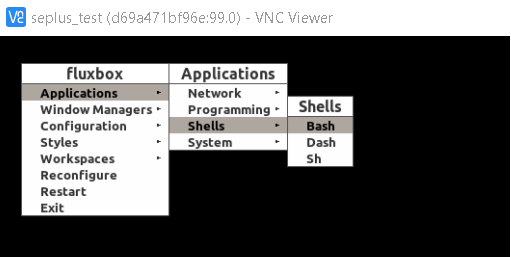 VC seplus_test (d69a471bf96e:99.0) - VNC Viewer
fluxbox
Applications
Window Managers
Configuration
Styles
Workspaces
Reconfigure
Restart
Exit
Applications
Network
Programming
Shells
System
Shells
Bash
Dash
Sh